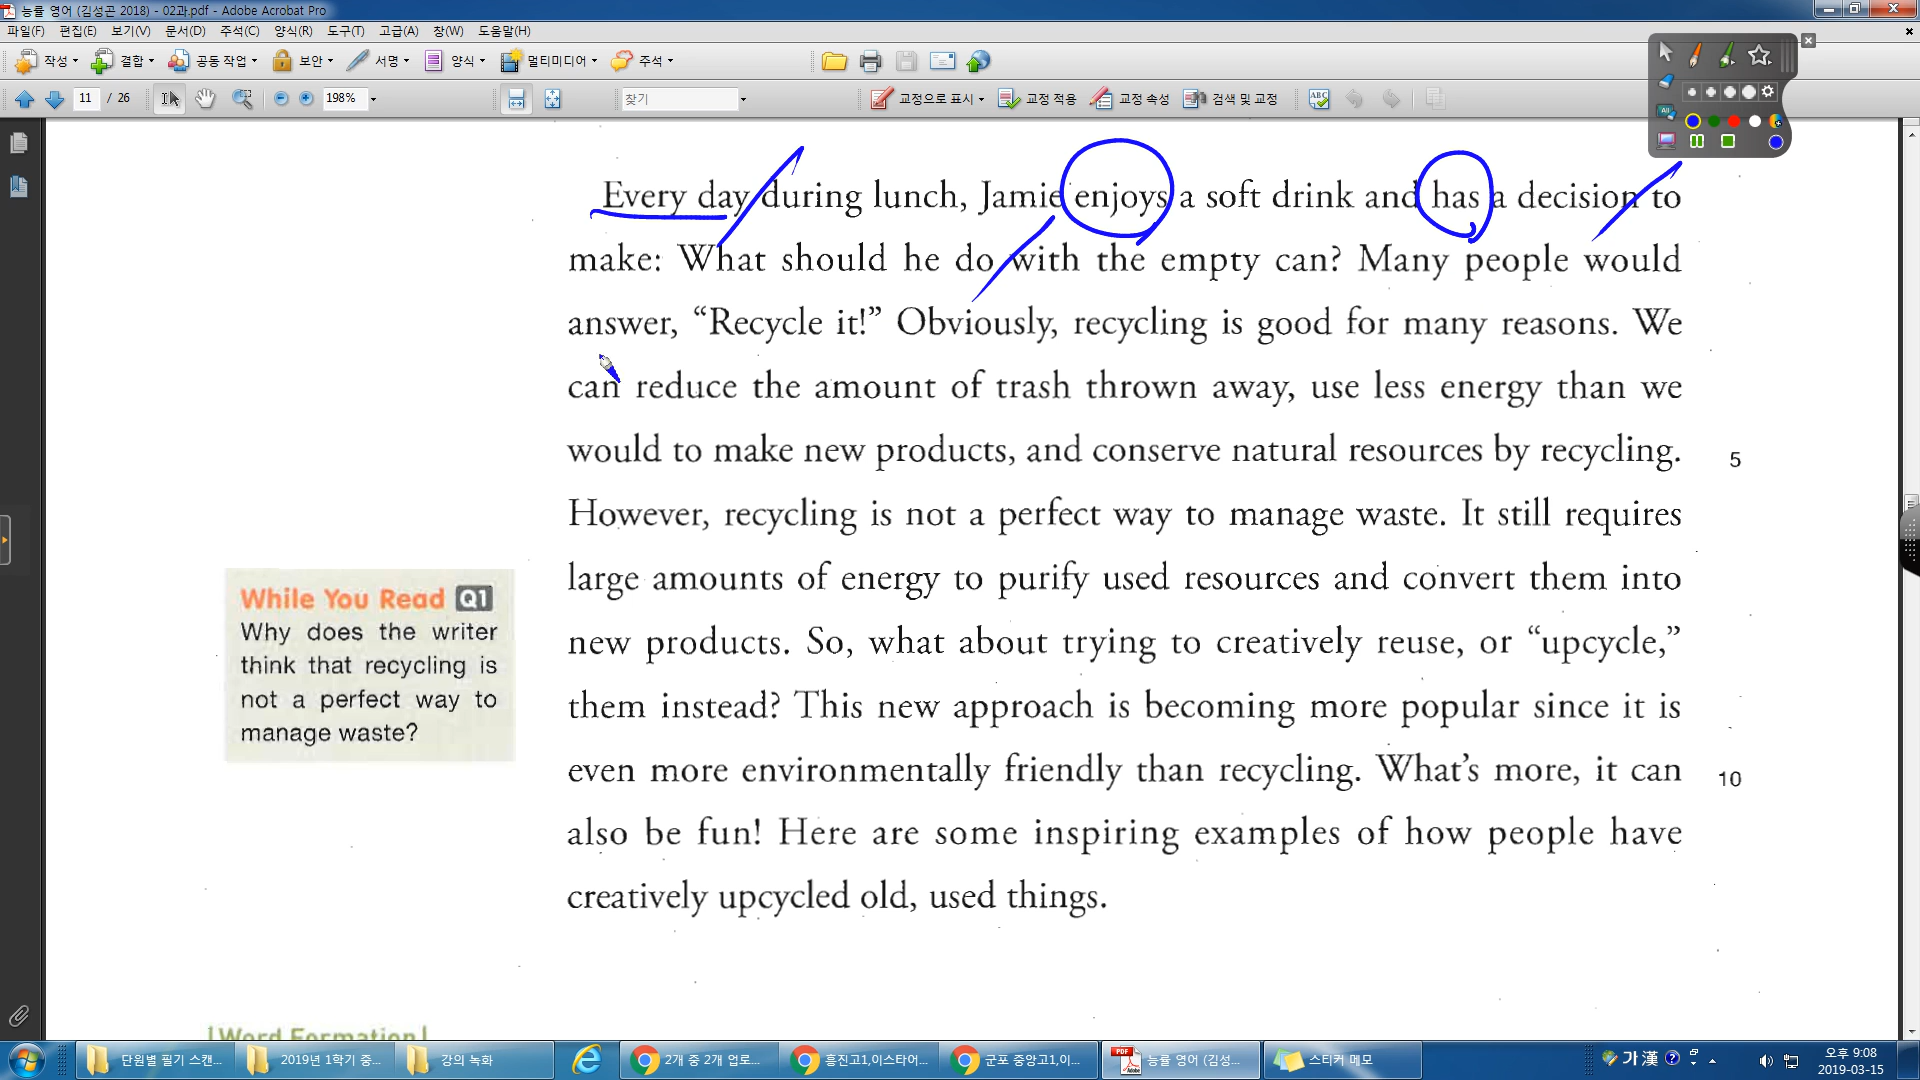 능률 영어 (김성곤 2018) - 02과.pdf - Adobe Acrobat Pro
파일(F) 편집(E) 보기(V) 문서(D) 주석(C) 양식(R) 도구(T) 고급(A) 창(W) 도움말(H)
작성 결합 공동 작업 보안 서명 양식 멀티미디어 주석
11 / 26 198% 찾기 교정으로 표시 교정 적용 교정 속성 검색 및 교정
Every day during lunch, Jamie enjoys a soft drink and has a decision to
make: What should he do with the empty can? Many people would
answer, “Recycle it!” Obviously, recycling is good for many reasons. We
can reduce the amount of trash thrown away, use less energy than we
would to make new products, and conserve natural resources by recycling. 5
However, recycling is not a perfect way to manage waste. It still requires
large amounts of energy to purify used resources and convert them into
new products. So, what about trying to creatively reuse, or “upcycle,”
them instead? This new approach is becoming more popular since it is
even more environmentally friendly than recycling. What’s more, it can 10
also be fun! Here are some inspiring examples of how people have
creatively upcycled old, used things.
While You Read Q1
Why does the writer
think that recycling is
not a perfect way to
manage waste?
Word Formation
단원별 필기 스캔... 2019년 1학기 중... 강의 녹화 2개 중 2개 업로... 흥진고1,이스타어... 군포 중앙고1,이... 능률 영어 (김성... 스티커 메모 가 漢 오후 9:08
2019-03-15